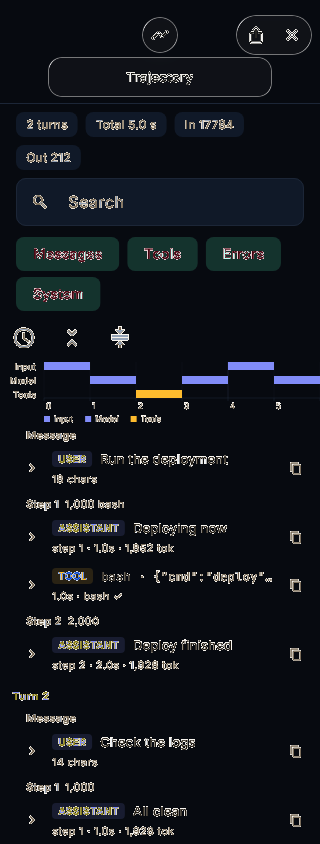 Trajectory
2 turns Total 5.0 s In 17784
Out 212
Search
Messages Tools Errors
System
Input
Model
Tools
0 1 2 3 4 5
Input Model Tools
Message
USER Run the deployment
18 chars
Step 1 1,000 bash
ASSISTANT Deploying now
step 1 · 1.0s · 1,852 tok
TOOL bash · {"cmd":"deploy"…
1.0s · bash ✓
Step 2 2,000
ASSISTANT Deploy finished
step 2 · 2.0s · 1,828 tok
Turn 2
Message
USER Check the logs
14 chars
Step 1 1,000
ASSISTANT All clean
step 1 · 1.0s · 1,828 tok